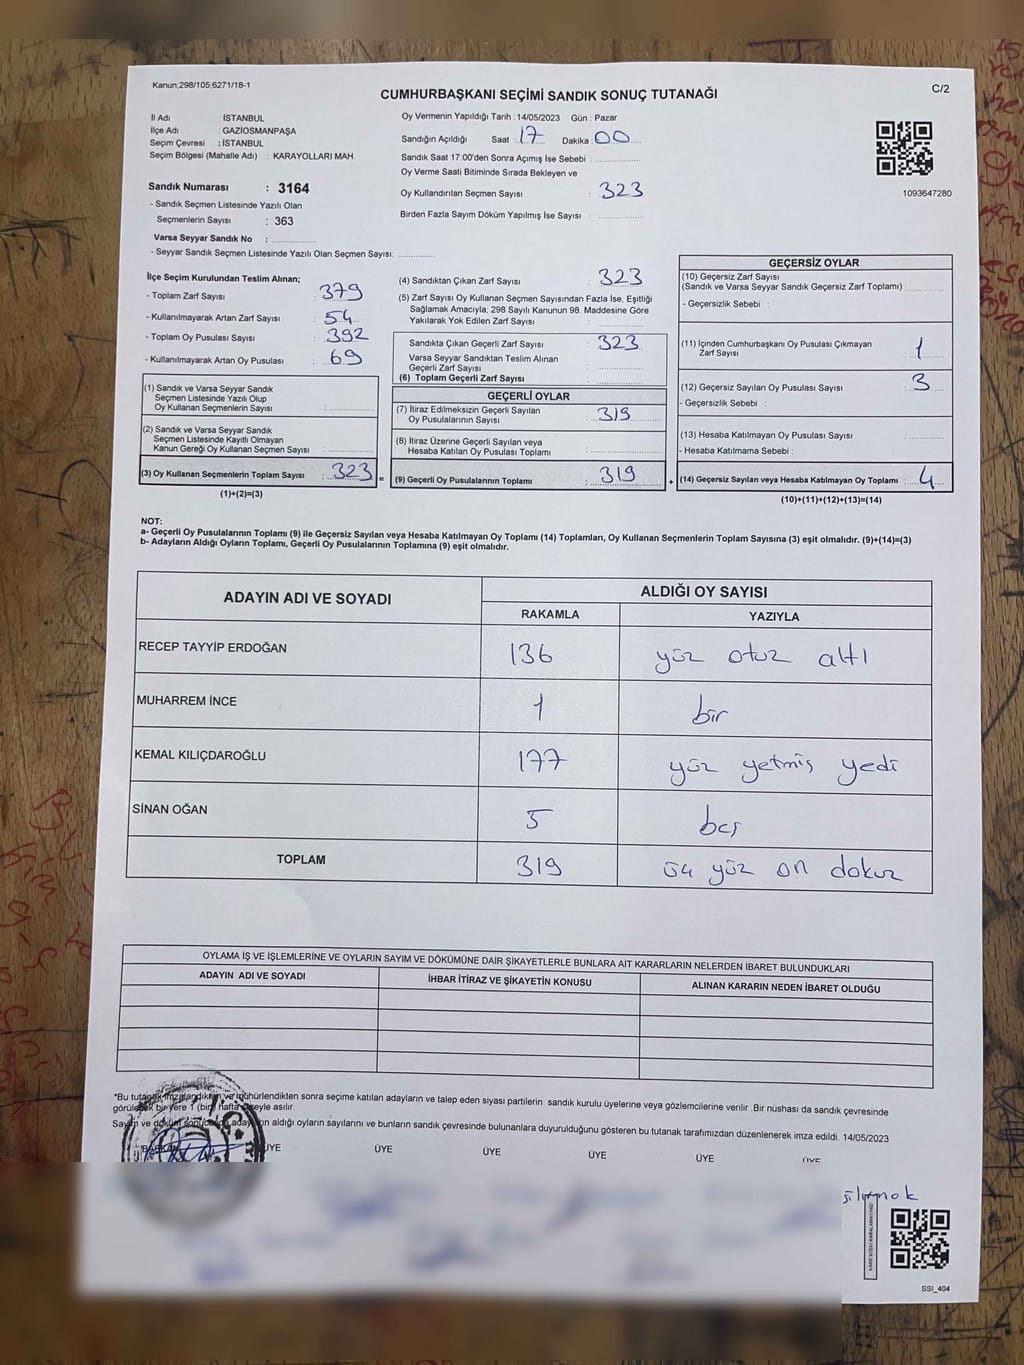 Kanun;298/105;6271/18-1
C/2
CUMHURBAŞKANI SEÇİMİ SANDIK SONUÇ TUTANAĞI
İl Adı : İSTANBUL
İlçe Adı : GAZİOSMANPAŞA
Seçim Çevresi : İSTANBUL
Seçim Bölgesi (Mahalle Adı) : KARAYOLLARI MAH.
Sandık Numarası : 3164
- Sandık Seçmen Listesinde Yazılı Olan
Seçmenlerin Sayısı : 363
Varsa Seyyar Sandık No :
- Seyyar Sandık Seçmen Listesinde Yazılı Olan Seçmen Sayısı:
Oy Vermenin Yapıldığı Tarih : 14/05/2023 Gün : Pazar
Sandığın Açıldığı Saat : 17 Dakika : 00
Sandık Saat 17:00'den Sonra Açımış İse Sebebi :
Oy Verme Saati Bitiminde Sırada Bekleyen ve
Oy Kullandırılan Seçmen Sayısı : 323
Birden Fazla Sayım Döküm Yapılmış İse Sayısı :
1093647280
İlçe Seçim Kurulundan Teslim Alınan;
- Toplam Zarf Sayısı : 379
- Kullanılmayarak Artan Zarf Sayısı : 54
- Toplam Oy Pusulası Sayısı : 392
- Kullanılmayarak Artan Oy Pusulası : 69
(1) Sandık ve Varsa Seyyar Sandık
Seçmen Listesinde Yazılı Olup
Oy Kullanan Seçmenlerin Sayısı :
(2) Sandık ve Varsa Seyyar Sandık
Seçmen Listesinde Kayıtlı Olmayan
Kanun Gereği Oy Kullanan Seçmen Sayısı :
(3) Oy Kullanan Seçmenlerin Toplam Sayısı : 323 =
(1)+(2)=(3)
(4) Sandıktan Çıkan Zarf Sayısı : 323
(5) Zarf Sayısı Oy Kullanan Seçmen Sayısından Fazla İse, Eşitliği
Sağlamak Amacıyla; 298 Sayılı Kanunun 98. Maddesine Göre
Yakılarak Yok Edilen Zarf Sayısı :
Sandıkta Çıkan Geçerli Zarf Sayısı : 323
Varsa Seyyar Sandıktan Teslim Alınan
Geçerli Zarf Sayısı :
(6) Toplam Geçerli Zarf Sayısı :
GEÇERLİ OYLAR
(7) İtiraz Edilmeksizin Geçerli Sayılan
Oy Pusulalarının Sayısı : 319
(8) İtiraz Üzerine Geçerli Sayılan veya
Hesaba Katılan Oy Pusulası Toplamı :
(9) Geçerli Oy Pusulalarının Toplamı : 319 +
GEÇERSİZ OYLAR
(10) Geçersiz Zarf Sayısı
(Sandık ve Varsa Seyyar Sandık Geçersiz Zarf Toplamı) :
- Geçersizlik Sebebi :
(11) İçinden Cumhurbaşkanı Oy Pusulası Çıkmayan
Zarf Sayısı : 1
(12) Geçersiz Sayılan Oy Pusulası Sayısı : 3
- Geçersizlik Sebebi :
(13) Hesaba Katılmayan Oy Pusulası Sayısı :
- Hesaba Katılmama Sebebi :
(14) Geçersiz Sayılan veya Hesaba Katılmayan Oy Toplamı : 4
(10)+(11)+(12)+(13)=(14)
NOT:
a- Geçerli Oy Pusulalarının Toplamı (9) ile Geçersiz Sayılan veya Hesaba Katılmayan Oy Toplamı (14) Toplamları, Oy Kullanan Seçmenlerin Toplam Sayısına (3) eşit olmalıdır. (9)+(14)=(3)
b- Adayların Aldığı Oyların Toplamı, Geçerli Oy Pusulalarının Toplamına (9) eşit olmalıdır.
ADAYIN ADI VE SOYADI ALDIĞI OY SAYISI
RAKAMLA YAZIYLA
RECEP TAYYİP ERDOĞAN 136 yüz otuz altı
MUHARREM İNCE 1 bir
KEMAL KILIÇDAROĞLU 177 yüz yetmiş yedi
SİNAN OĞAN 5 beş
TOPLAM 319 üç yüz on dokuz
OYLAMA İŞ VE İŞLEMLERİNE VE OYLARIN SAYIM VE DÖKÜMÜNE DAİR ŞİKAYETLERLE BUNLARA AİT KARARLARIN NELERDEN İBARET BULUNDUKLARI
ADAYIN ADI VE SOYADI İHBAR İTİRAZ VE ŞİKAYETİN KONUSU ALINAN KARARIN NEDEN İBARET OLDUĞU
*Bu tutanak imzalandıktan ve mühürlendikten sonra seçime katılan adayların ve talep eden siyasi partilerin sandık kurulu üyelerine veya gözlemcilerine verilir .Bir nüshası da sandık çevresinde
görülebilecek bir yere 1 (bir) hafta süreyle asılır.
Sayım ve döküm sonucu adayların aldığı oyların sayılarını ve bunların sandık çevresinde bulunanlara duyurulduğunu gösteren bu tutanak tarafımızdan düzenlenerek imza edildi. 14/05/2023
BAŞKAN ÜYE ÜYE ÜYE ÜYE ÜYE ÜYE
SSI_404